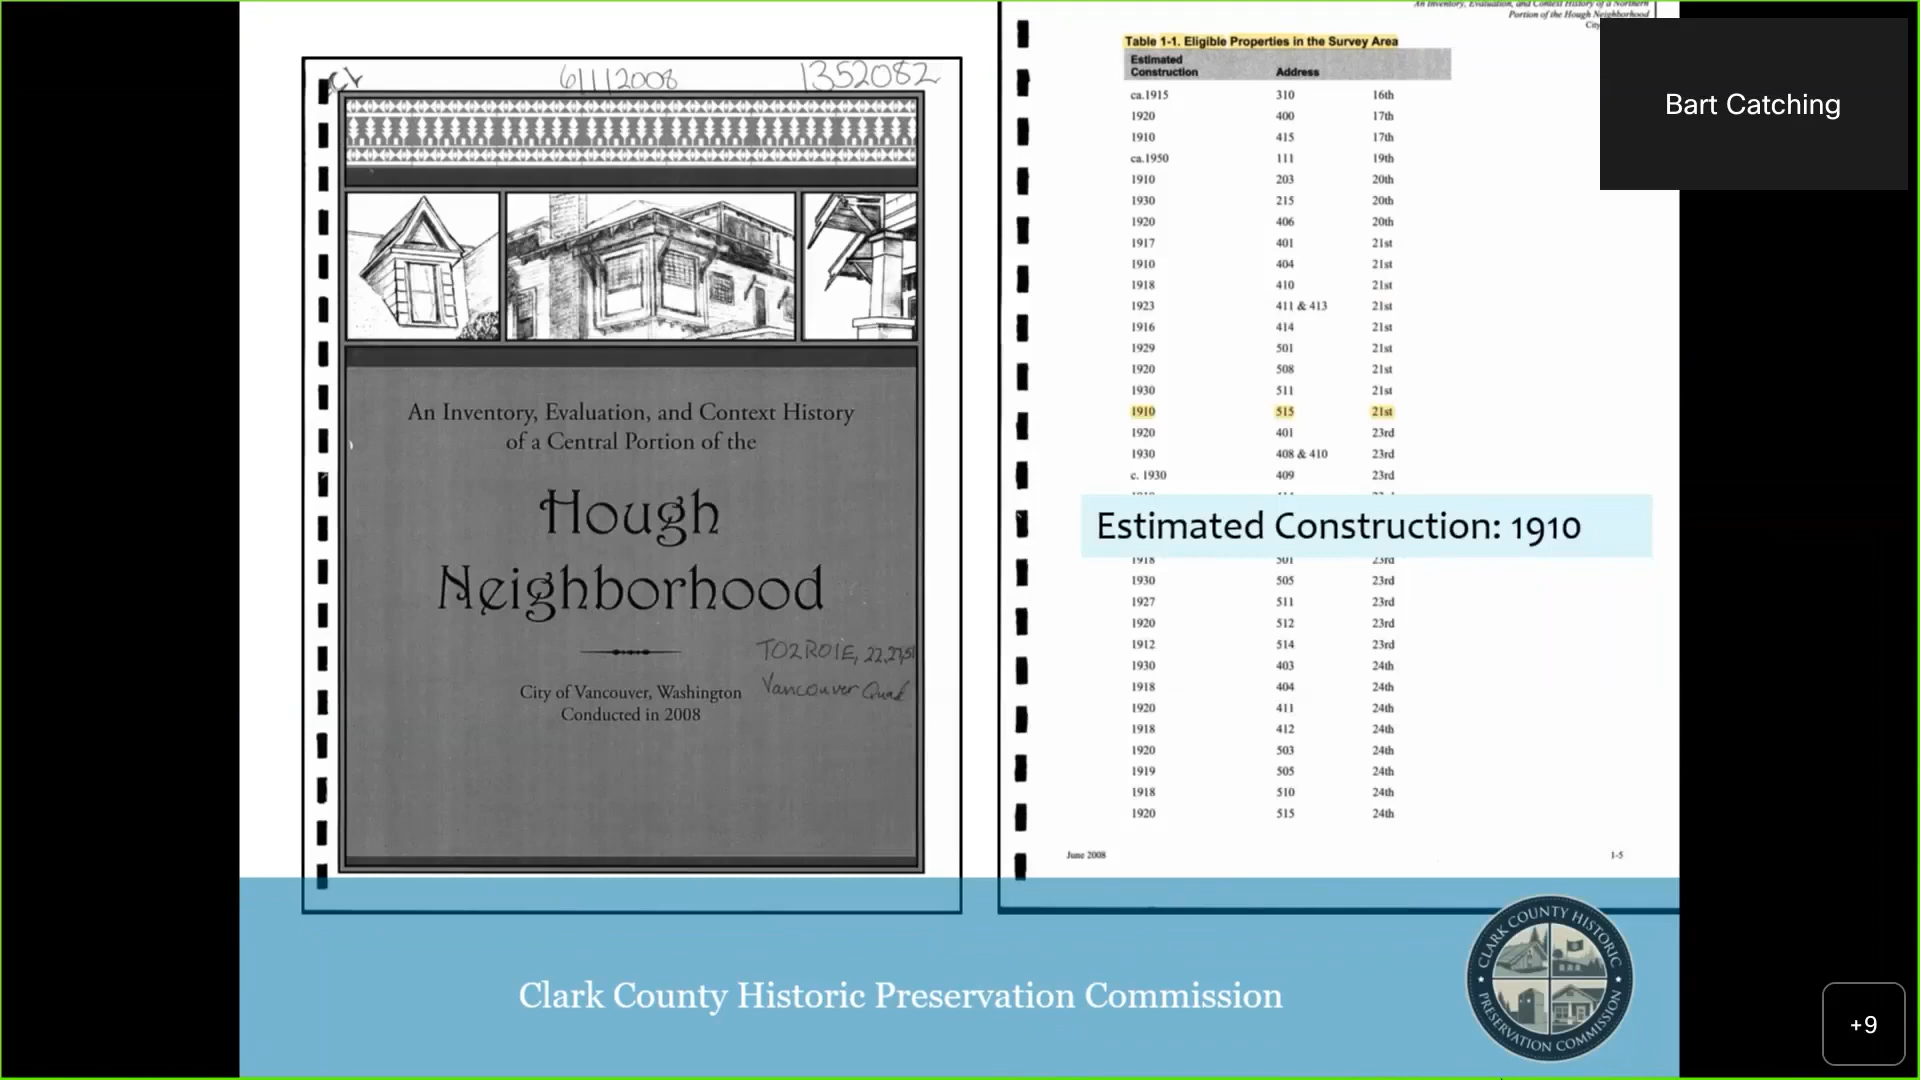 CL 6/1/2008 1352082
An Inventory, Evaluation, and Context History
of a Central Portion of the
Hough
Neighborhood
TO2RO1E, 22,27,
Vancouver Quad
City of Vancouver, Washington
Conducted in 2008
An Inventory, Evaluation, and Context History of a Northern
Portion of the Hough Neighborhood
Table 1-1. Eligible Properties in the Survey Area
Estimated
Construction Address
ca.1915 310 16th
1920 400 17th
1910 415 17th
ca.1950 111 19th
1910 203 20th
1930 215 20th
1920 406 20th
1917 401 21st
1910 404 21st
1918 410 21st
1923 411 & 413 21st
1916 414 21st
1929 501 21st
1920 508 21st
1930 511 21st
1910 515 21st
1920 401 23rd
1930 408 & 410 23rd
c. 1930 409 23rd
Estimated Construction: 1910
1918 501 23rd
1930 505 23rd
1927 511 23rd
1920 512 23rd
1912 514 23rd
1930 403 24th
1918 404 24th
1920 411 24th
1918 412 24th
1920 503 24th
1919 505 24th
1918 510 24th
1920 515 24th
June 2008 1-5
Bart Catching
Clark County Historic Preservation Commission
CLARK COUNTY HISTORIC
PRESERVATION COMMISSION
+9